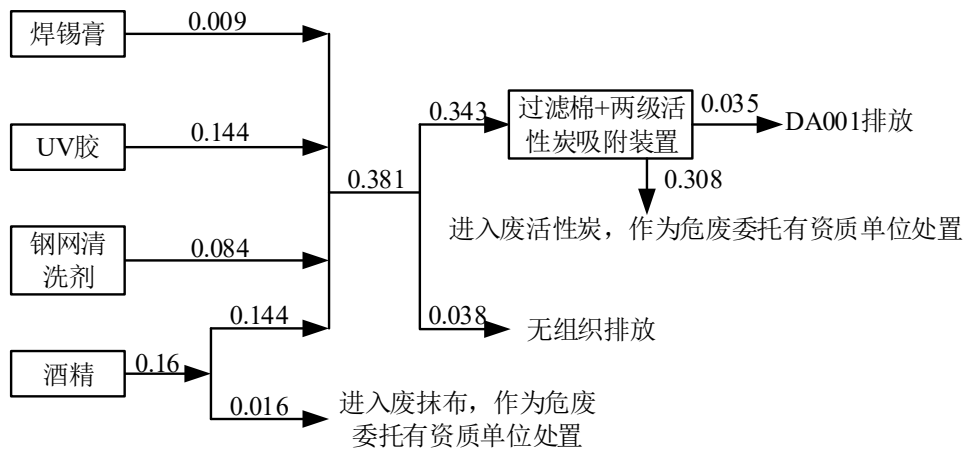 焊锡膏
0.009
UV胶
0.144
钢网清
洗剂
0.084
酒精
0.16
0.144
0.016
进入废抹布，作为危废
委托有资质单位处置
0.381
0.343
过滤棉+两级活
性炭吸附装置
0.035
DA001排放
0.308
进入废活性炭，作为危废委托有资质单位处置
0.038
无组织排放